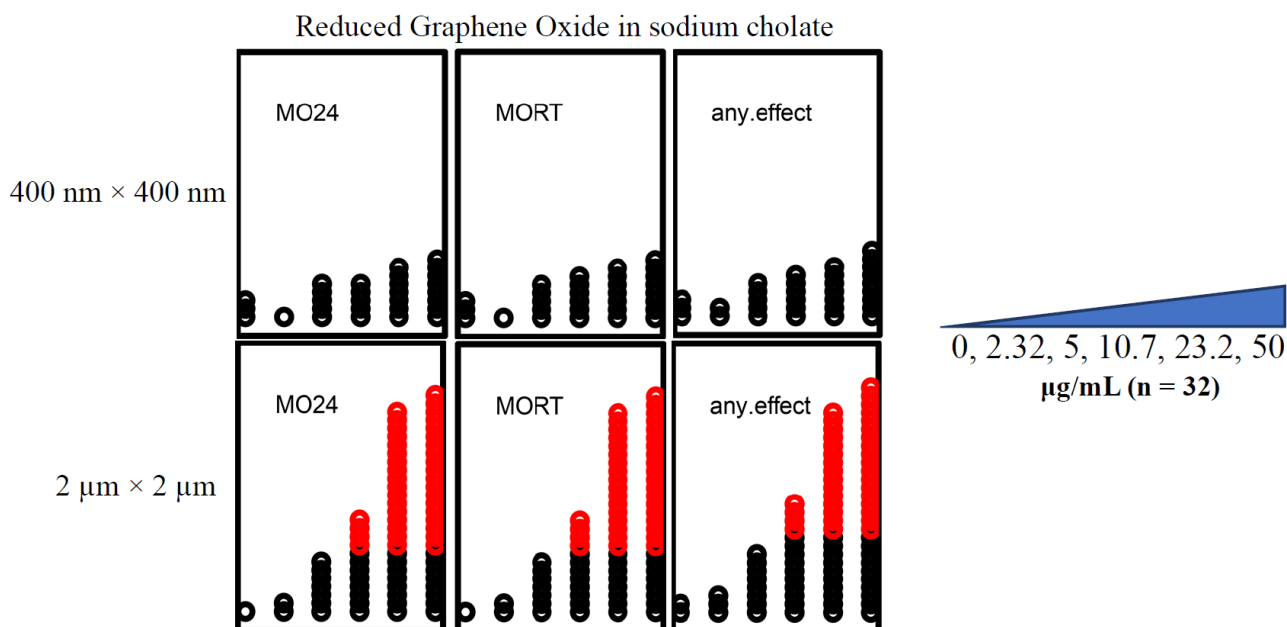 Reduced Graphene Oxide in sodium cholate
MO24 MORT any.effect
400 nm × 400 nm
0, 2.32, 5, 10.7, 23.2, 50
µg/mL (n = 32)
MO24 MORT any.effect
2 µm × 2 µm